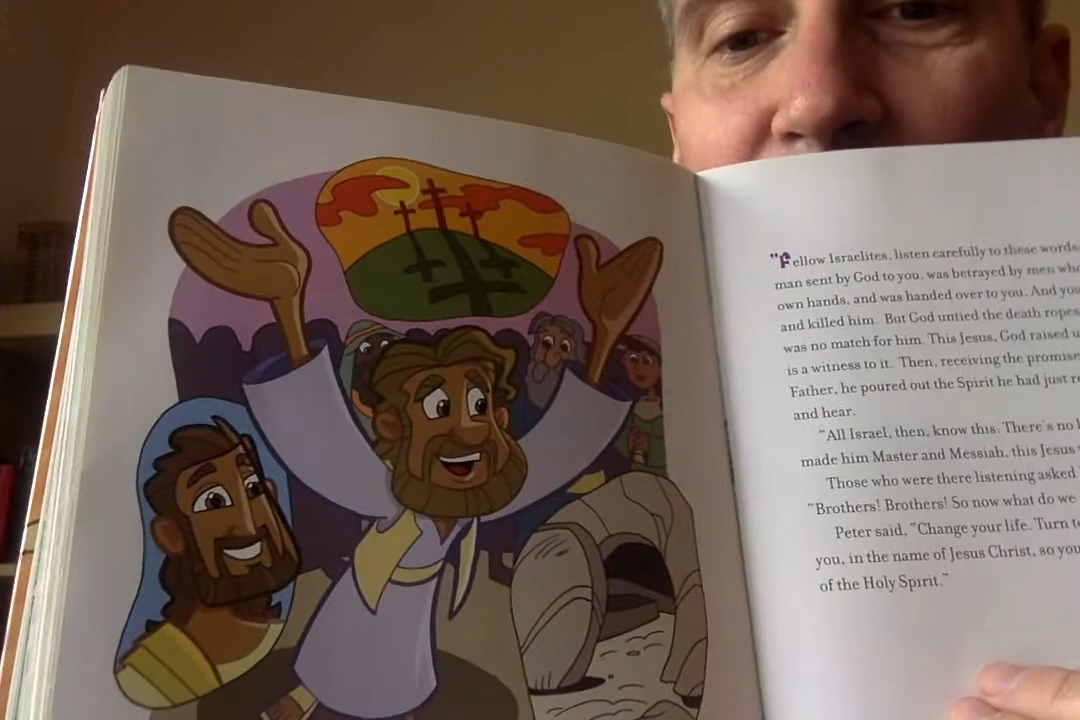 "Fellow Israelites, listen carefully to these words
man sent by God to you, was betrayed by men who
own hands, and was handed over to you. And you
and killed him. But God untied the death ropes
was no match for him. This Jesus, God raised u
is a witness to it. Then, receiving the promise
Father, he poured out the Spirit he had just re
and hear.
"All Israel, then, know this: There's no l
made him Master and Messiah, this Jesus
Those who were there listening asked
"Brothers! Brothers! So now what do we
Peter said, "Change your life. Turn to
you, in the name of Jesus Christ, so you
of the Holy Spirit."